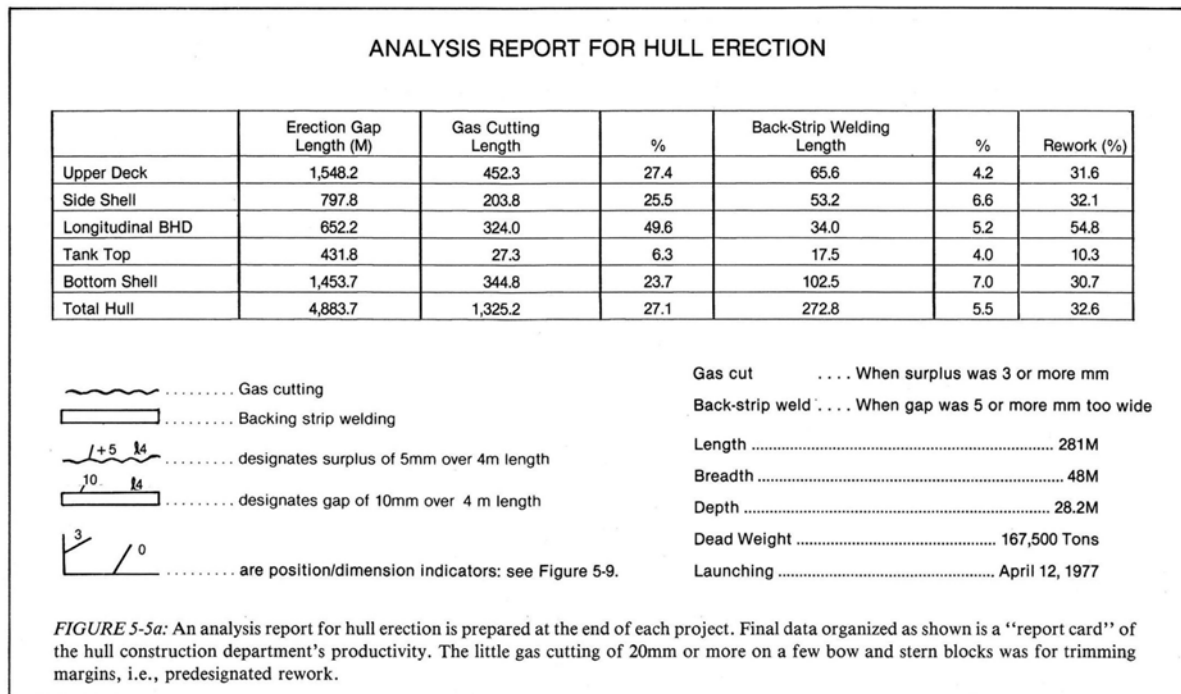 ANALYSIS REPORT FOR HULL ERECTION
Erection Gap Length (M) Gas Cutting Length % Back-Strip Welding Length % Rework (%)
Upper Deck 1,548.2 452.3 27.4 65.6 4.2 31.6
Side Shell 797.8 203.8 25.5 53.2 6.6 32.1
Longitudinal BHD 652.2 324.0 49.6 34.0 5.2 54.8
Tank Top 431.8 27.3 6.3 17.5 4.0 10.3
Bottom Shell 1,453.7 344.8 23.7 102.5 7.0 30.7
Total Hull 4,883.7 1,325.2 27.1 272.8 5.5 32.6
......... Gas cutting
......... Backing strip welding
+5 ℓ4 ......... designates surplus of 5mm over 4m length
10 ℓ4 ......... designates gap of 10mm over 4 m length
3 0 ......... are position/dimension indicators: see Figure 5-9.
Gas cut .... When surplus was 3 or more mm
Back-strip weld .... When gap was 5 or more mm too wide
Length ........ 281M
Breadth ........ 48M
Depth ........ 28.2M
Dead Weight ........ 167,500 Tons
Launching ........ April 12, 1977
FIGURE 5-5a: An analysis report for hull erection is prepared at the end of each project. Final data organized as shown is a “report card” of
the hull construction department’s productivity. The little gas cutting of 20mm or more on a few bow and stern blocks was for trimming
margins, i.e., predesignated rework.